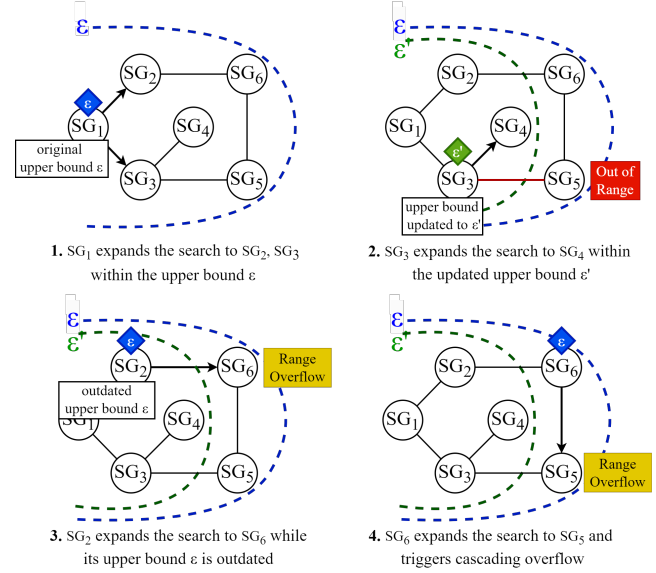 ε
SG2
SG6
ε
SG1
SG4
original
upper bound ε
SG3
SG5
1. SG1 expands the search to SG2, SG3
within the upper bound ε
ε
ε'
SG2
SG6
SG1
SG4
ε'
SG3
SG5
Out of
Range
upper bound
updated to ε'
2. SG3 expands the search to SG4 within
the updated upper bound ε'
ε
ε'
ε
SG2
SG6
Range
Overflow
outdated
upper bound ε
SG1
SG4
SG3
SG5
3. SG2 expands the search to SG6 while
its upper bound ε is outdated
ε
ε'
ε
SG2
SG6
SG1
SG4
SG3
SG5
Range
Overflow
4. SG6 expands the search to SG5 and
triggers cascading overflow